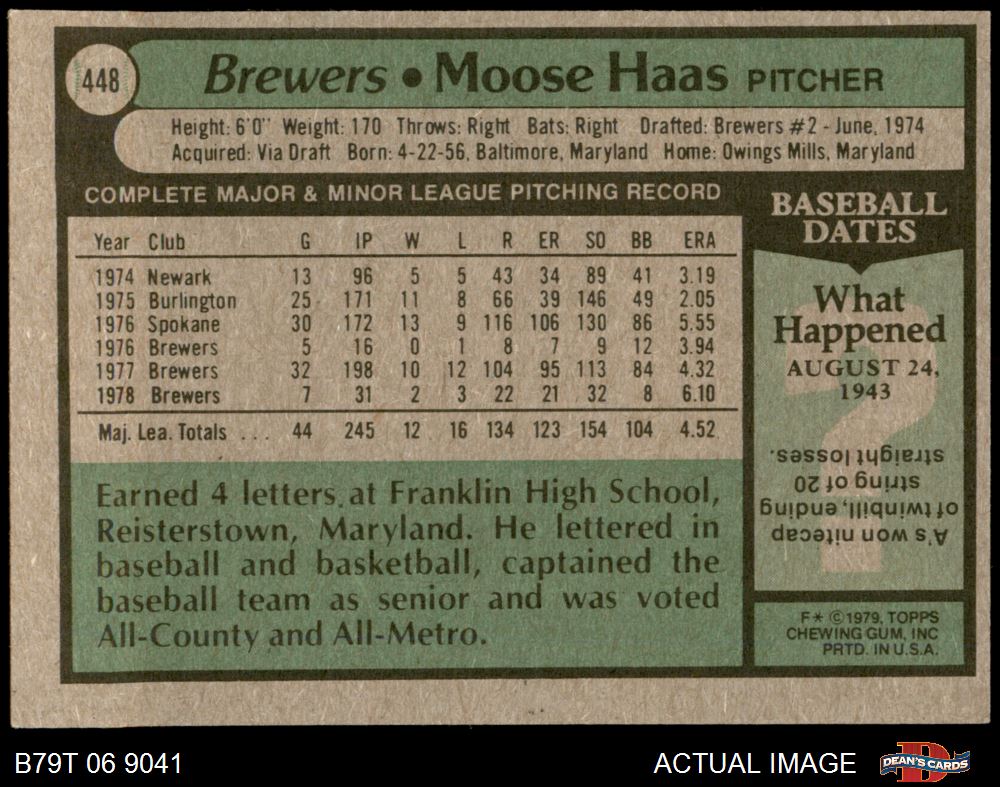 448
Brewers • Moose Haas PITCHER
Height: 6'0" Weight: 170 Throws: Right Bats: Right Drafted: Brewers #2 - June, 1974
Acquired: Via Draft Born: 4-22-56, Baltimore, Maryland Home: Owings Mills, Maryland
COMPLETE MAJOR & MINOR LEAGUE PITCHING RECORD
Year Club G IP W L R ER SO BB ERA
1974 Newark 13 96 5 5 43 34 89 41 3.19
1975 Burlington 25 171 11 8 66 39 146 49 2.05
1976 Spokane 30 172 13 9 116 106 130 86 5.55
1976 Brewers 5 16 0 1 8 7 9 12 3.94
1977 Brewers 32 198 10 12 104 95 113 84 4.32
1978 Brewers 7 31 2 3 22 21 32 8 6.10
Maj. Lea. Totals ... 44 245 12 16 134 123 154 104 4.52
Earned 4 letters at Franklin High School,
Reisterstown, Maryland. He lettered in
baseball and basketball, captained the
baseball team as senior and was voted
All-County and All-Metro.
BASEBALL
DATES
What
Happened
AUGUST 24,
1943
A's won nitecap
of twinbill, ending
string of 20
straight losses.
F* ©1979, TOPPS
CHEWING GUM, INC
PRTD. IN U.S.A.
B79T 06 9041
ACTUAL IMAGE
D
DEAN'S CARDS